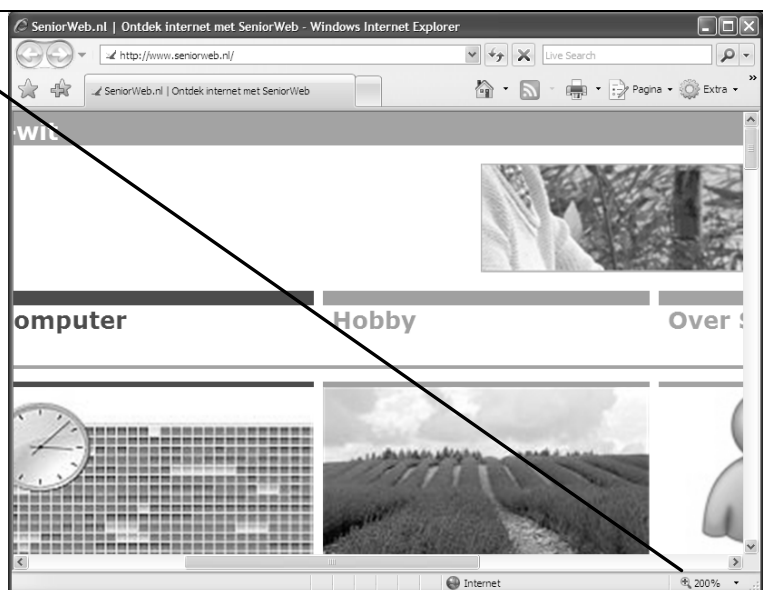 SeniorWeb.nl | Ontdek internet met SeniorWeb - Windows Internet Explorer
http://www.seniorweb.nl/
Live Search
SeniorWeb.nl | Ontdek internet met SeniorWeb
Pagina
Extra
-wit
omputer
Hobby
Over S
Internet
200%